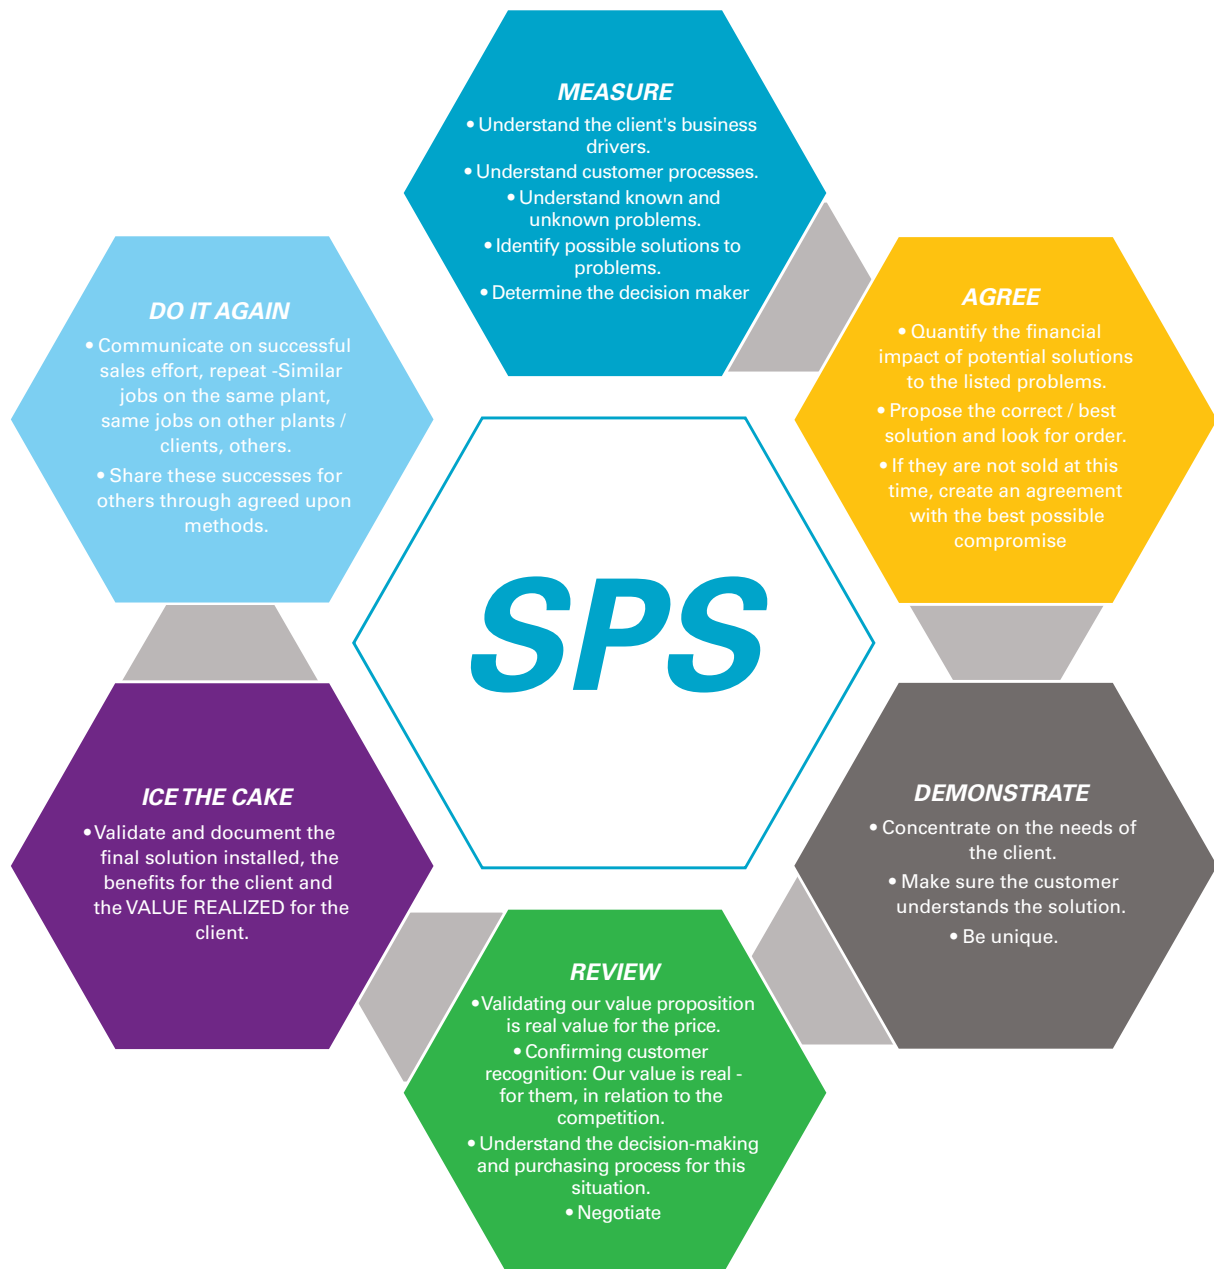 MEASURE
• Understand the client's business
drivers.
• Understand customer processes.
• Understand known and
unknown problems.
• Identify possible solutions to
problems.
• Determine the decision maker
AGREE
• Quantify the financial
impact of potential solutions
to the listed problems.
• Propose the correct / best
solution and look for order.
• If they are not sold at this
time, create an agreement
with the best possible
compromise
DEMONSTRATE
• Concentrate on the needs of
the client.
• Make sure the customer
understands the solution.
• Be unique.
REVIEW
• Validating our value proposition
is real value for the price.
• Confirming customer
recognition: Our value is real -
for them, in relation to the
competition.
• Understand the decision-making
and purchasing process for this
situation.
• Negotiate
ICE THE CAKE
• Validate and document the
final solution installed, the
benefits for the client and
the VALUE REALIZED for the
client.
DO IT AGAIN
• Communicate on successful
sales effort, repeat -Similar
jobs on the same plant,
same jobs on other plants /
clients, others.
• Share these successes for
others through agreed upon
methods.
SPS